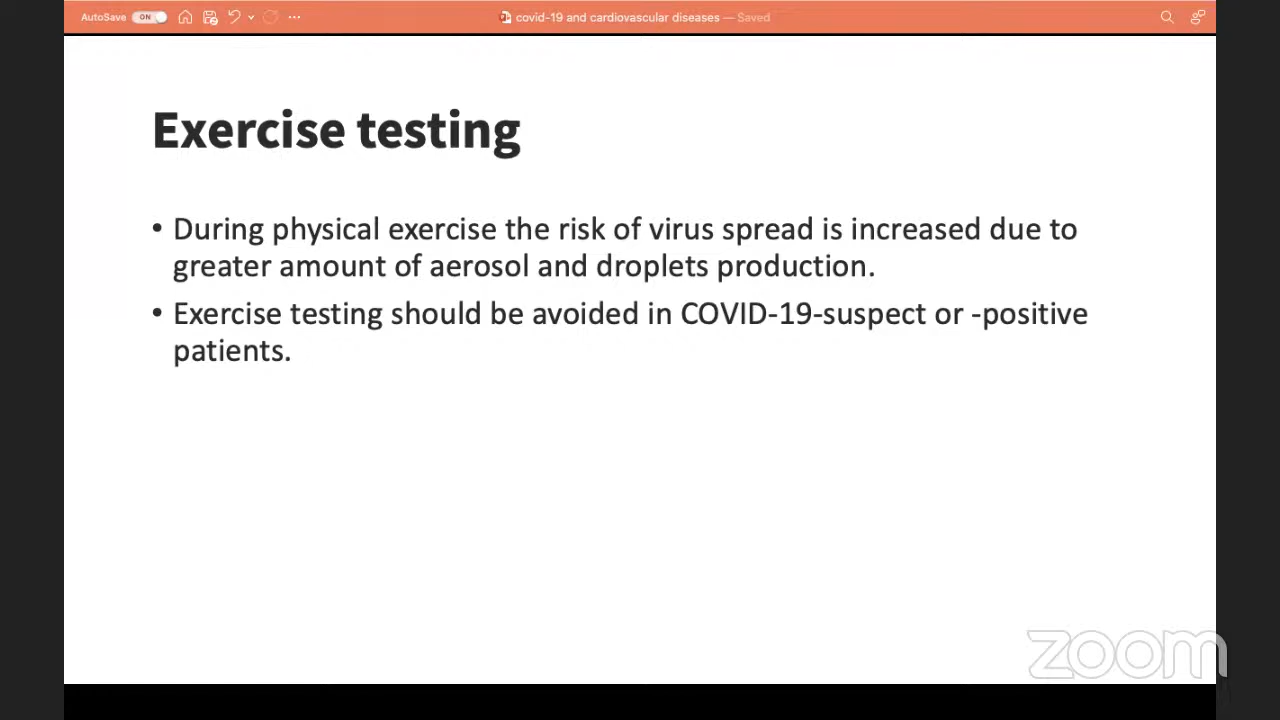 AutoSave ON covid-19 and cardiovascular diseases — Saved
Exercise testing
• During physical exercise the risk of virus spread is increased due to
greater amount of aerosol and droplets production.
• Exercise testing should be avoided in COVID-19-suspect or -positive
patients.
zoom